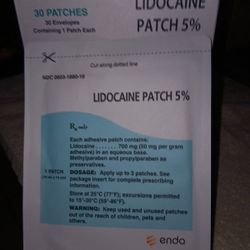 LIDOCAINE
PATCH 5%
30 PATCHES
30 Envelopes
Containing 1 Patch Each
Cut along dotted line
LIDOCAINE PATCH 5%
Rx only
Each adhesive patch contains:
Lidocaine ....... 700 mg (50 mg per gram
adhesive) in an aqueous base.
Methylparaben and propylparaben as
preservatives.
1 PATCH
DOSAGE: Apply up to 3 patches. See
package insert for complete prescribing
information.
Store at 25°C (77°F); excursions permitted
to 15°-30°C (59°-86°F).
WARNING: Keep used and unused patches
out of the reach of children, pets and
others.
endo